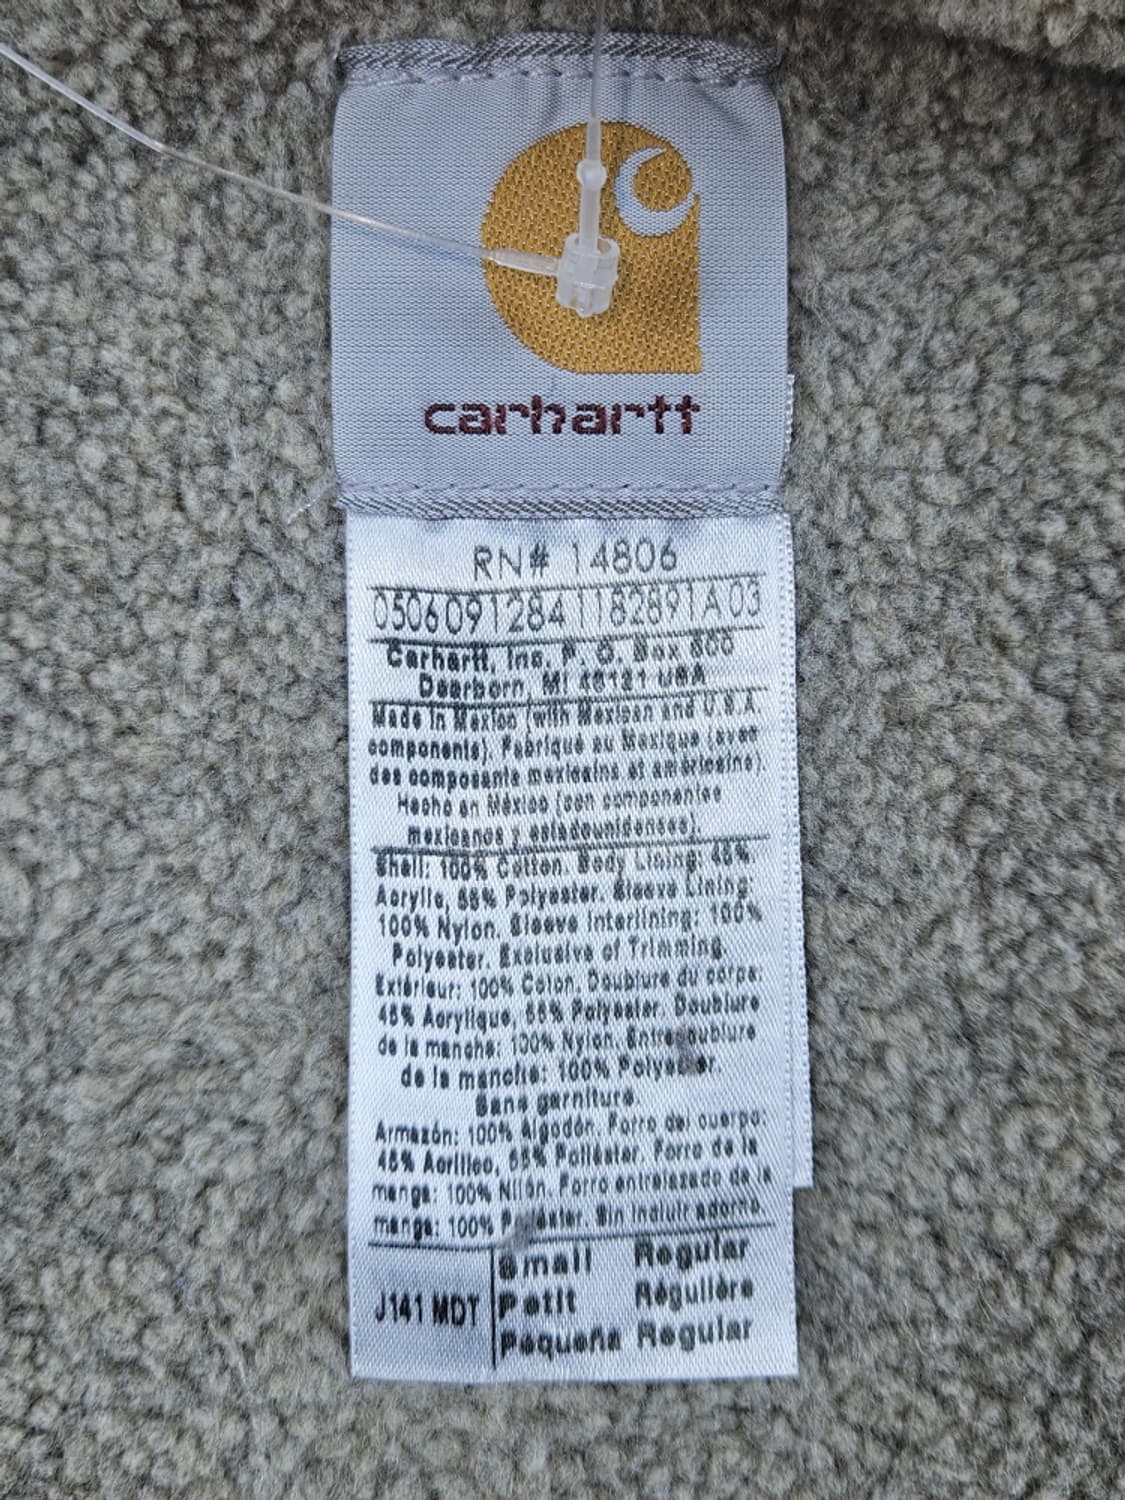 carhartt
RN# 14806
0506091284118289​1A03
Carhartt, Inc. P. O. Box 600
Dearborn, MI 48121 USA
Made in Mexico (with Mexican and U.S.A
components). Fabriqué au Mexique (avec
des composants mexicains et américains).
Hecho en México (con componentes
mexicanos y estadounidenses).
Shell: 100% Cotton. Body Lining: 45%
Acrylic, 55% Polyester. Sleeve Lining:
100% Nylon. Sleeve Interlining: 100%
Polyester. Exclusive of Trimming.
Extérieur: 100% Coton. Doublure du corps:
45% Acrylique, 55% Polyester. Doublure
de la manche: 100% Nylon. Entredoublure
de la manche: 100% Polyester.
Sans garniture.
Armazón: 100% Algodón. Forro del cuerpo:
45% Acrílico, 55% Poliéster. Forro de la
manga: 100% Nilón. Forro entrelazado de la
manga: 100% Poliéster. Sin incluir adorno.
Small Regular
J141 MDT Petit Régulière
Pequeña Regular